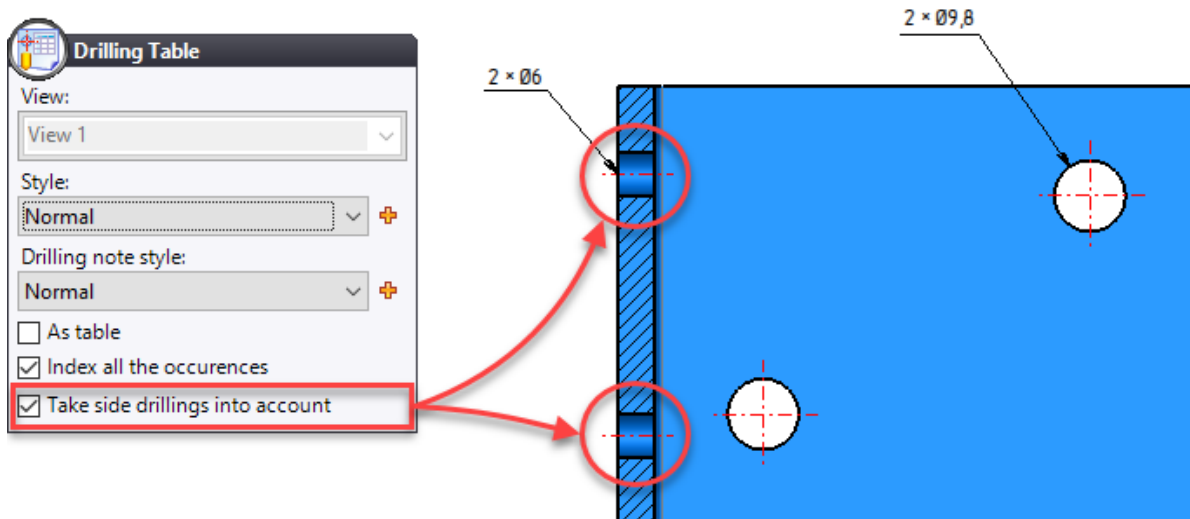 Drilling Table
View:
View 1
Style:
Normal
Drilling note style:
Normal
As table
Index all the occurences
Take side drillings into account
2 × Ø6
2 × Ø9,8